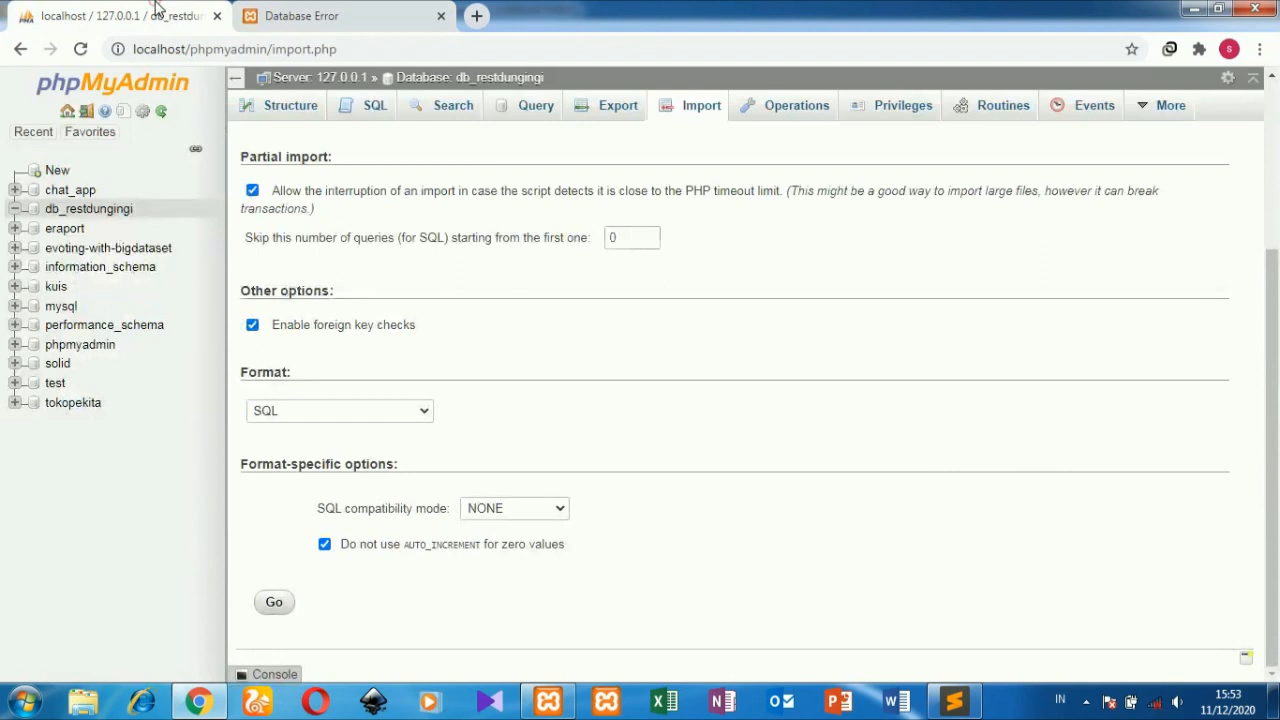 localhost / 127.0.0.1 / db_restdun
Database Error
localhost/phpmyadmin/import.php
S
phpMyAdmin
Recent Favorites
New
chat_app
db_restdungingi
eraport
evoting-with-bigdataset
information_schema
kuis
mysql
performance_schema
phpmyadmin
solid
test
tokopekita
Server: 127.0.0.1 » Database: db_restdungingi
Structure SQL Search Query Export Import Operations Privileges Routines Events More
Partial import:
Allow the interruption of an import in case the script detects it is close to the PHP timeout limit. (This might be a good way to import large files, however it can break
transactions.)
Skip this number of queries (for SQL) starting from the first one: 0
Other options:
Enable foreign key checks
Format:
SQL
Format-specific options:
SQL compatibility mode: NONE
Do not use AUTO_INCREMENT for zero values
Go
Console
IN
15:53
11/12/2020